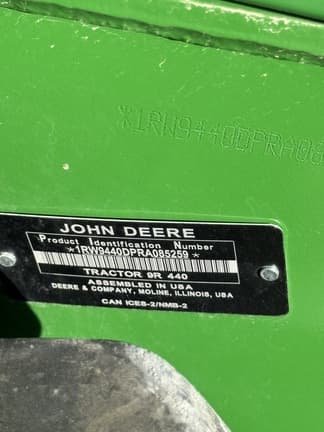 *1RW9440DPRA08
JOHN DEERE
Product Identification Number
*1RW9440DPRA085259*
TRACTOR 9R 440
ASSEMBLED IN USA
DEERE & COMPANY, MOLINE, ILLINOIS, USA
CAN ICES-2/NMB-2